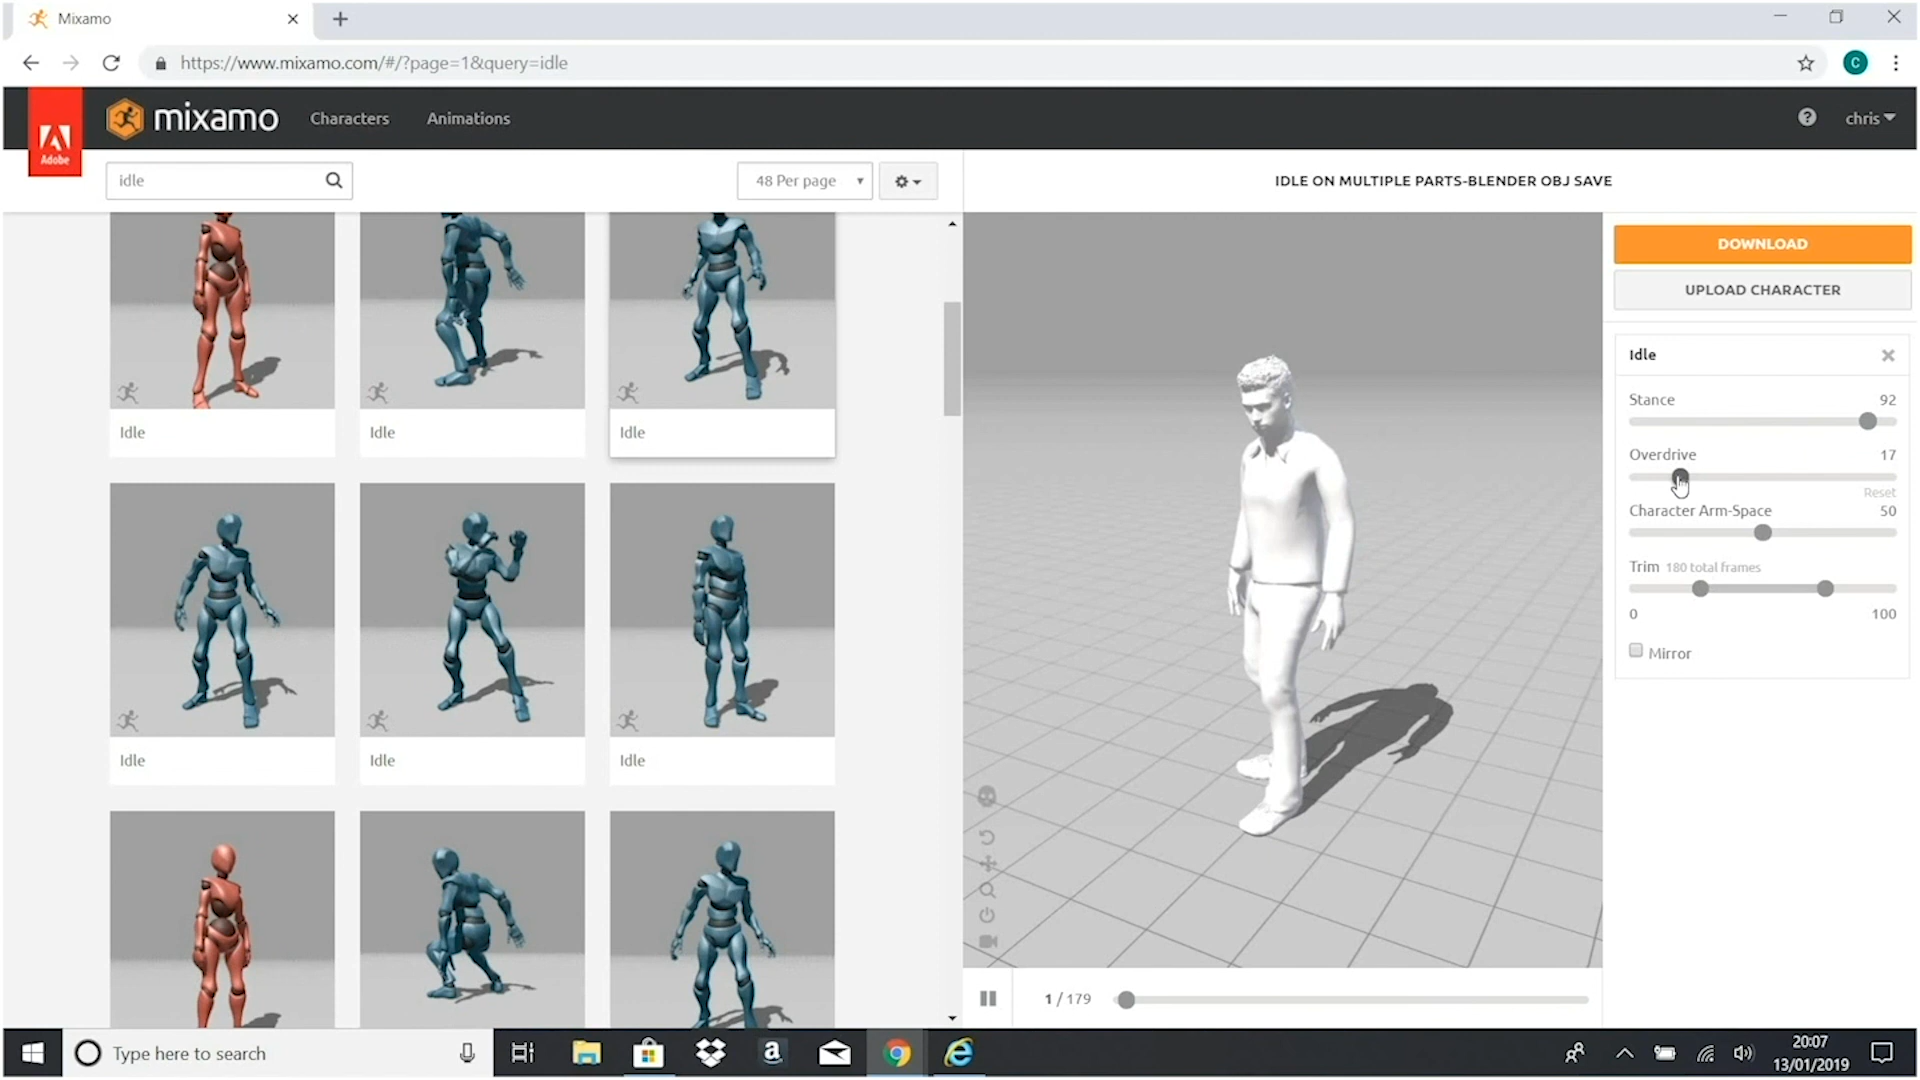 Mixamo
https://www.mixamo.com/#/?page=1&query=idle
C
Adobe
mixamo
Characters
Animations
?
chris
idle
48 Per page
IDLE ON MULTIPLE PARTS-BLENDER OBJ SAVE
DOWNLOAD
UPLOAD CHARACTER
Idle
Stance 92
Overdrive 17
Reset
Character Arm-Space 50
Trim 180 total frames
0 100
Mirror
Idle
Idle
Idle
Idle
Idle
Idle
1 / 179
Type here to search
a
20:07
13/01/2019